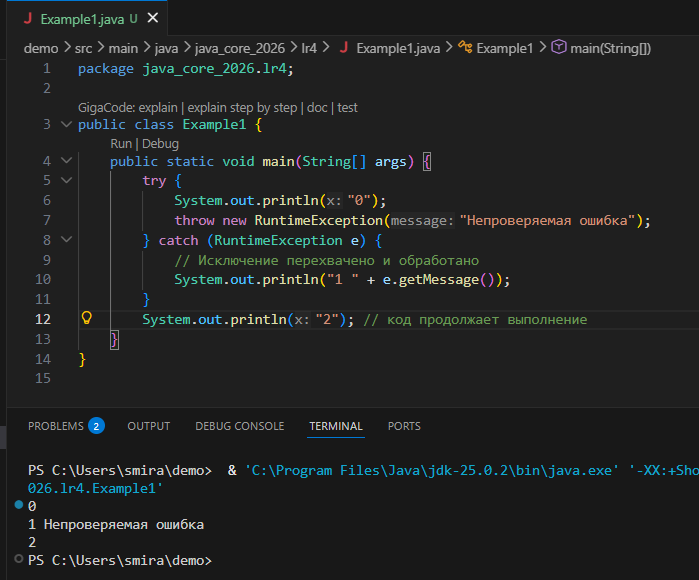 J Example1.java U ×
demo > src > main > java > java_core_2026 > lr4 > J Example1.java > Example1 > main(String[])
1 package java_core_2026.lr4;
2
GigaCode: explain | explain step by step | doc | test
3 public class Example1 {
Run | Debug
4 public static void main(String[] args) {
5 try {
6 System.out.println(x: "0");
7 throw new RuntimeException(message: "Непроверяемая ошибка");
8 } catch (RuntimeException e) {
9 // Исключение перехвачено и обработано
10 System.out.println("1 " + e.getMessage());
11 }
12 System.out.println(x: "2"); // код продолжает выполнение
13 }
14 }
15
PROBLEMS 2 OUTPUT DEBUG CONSOLE TERMINAL PORTS
PS C:\Users\smira\demo> & 'C:\Program Files\Java\jdk-25.0.2\bin\java.exe' '-XX:+Sho
026.lr4.Example1'
0
1 Непроверяемая ошибка
2
PS C:\Users\smira\demo>